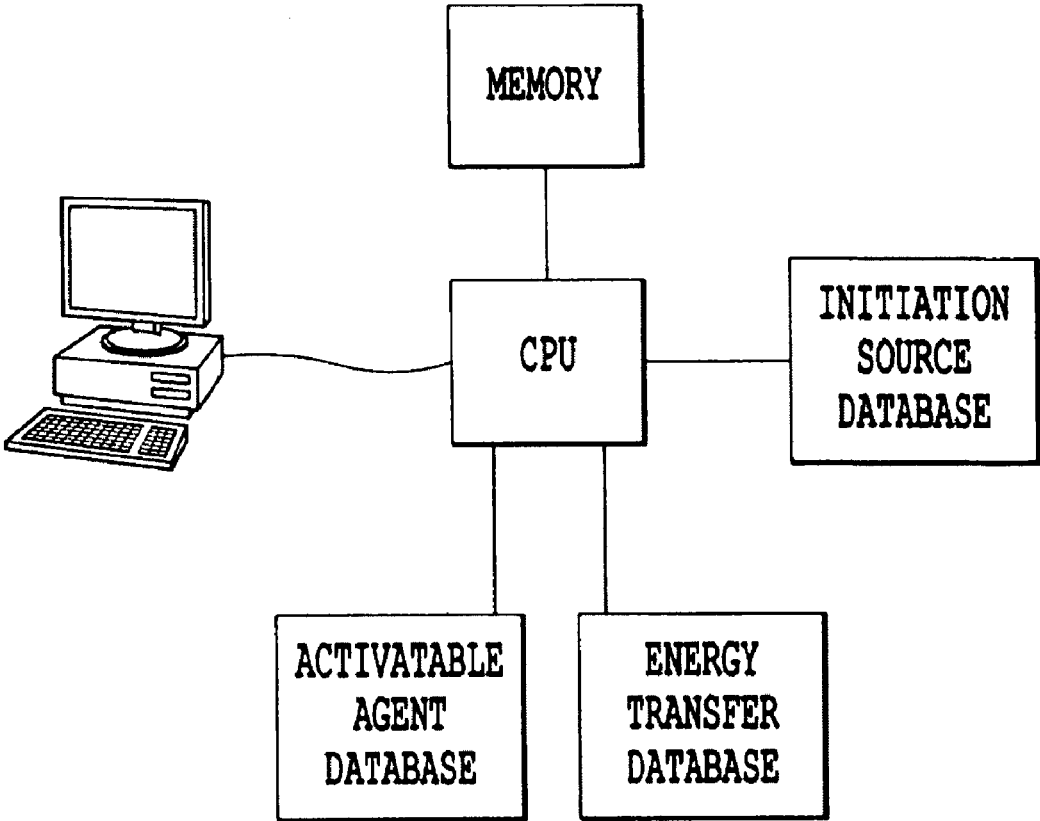 MEMORY
CPU
INITIATION
SOURCE
DATABASE
ACTIVATABLE
AGENT
DATABASE
ENERGY
TRANSFER
DATABASE